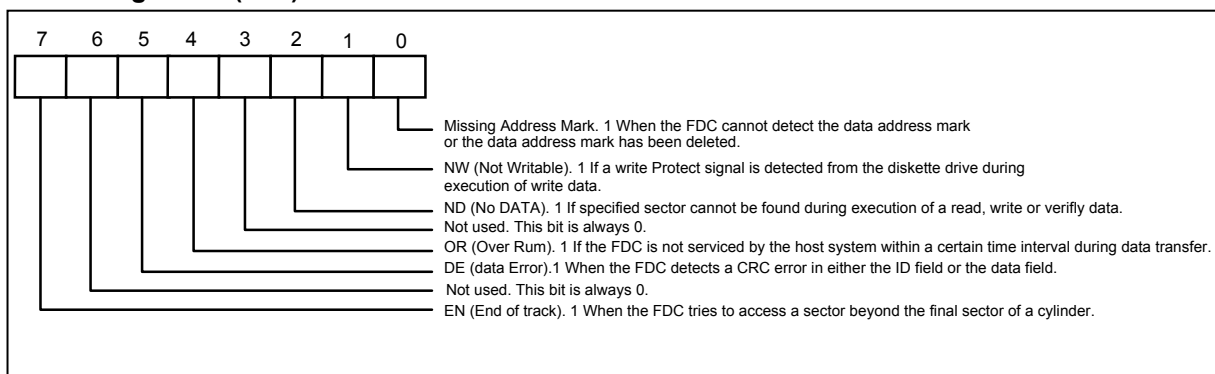 7 6 5 4 3 2 1 0
Missing Address Mark. 1 When the FDC cannot detect the data address mark
or the data address mark has been deleted.
NW (Not Writable). 1 If a write Protect signal is detected from the diskette drive during
execution of write data.
ND (No DATA). 1 If specified sector cannot be found during execution of a read, write or verifly data.
Not used. This bit is always 0.
OR (Over Rum). 1 If the FDC is not serviced by the host system within a certain time interval during data transfer.
DE (data Error).1 When the FDC detects a CRC error in either the ID field or the data field.
Not used. This bit is always 0.
EN (End of track). 1 When the FDC tries to access a sector beyond the final sector of a cylinder.